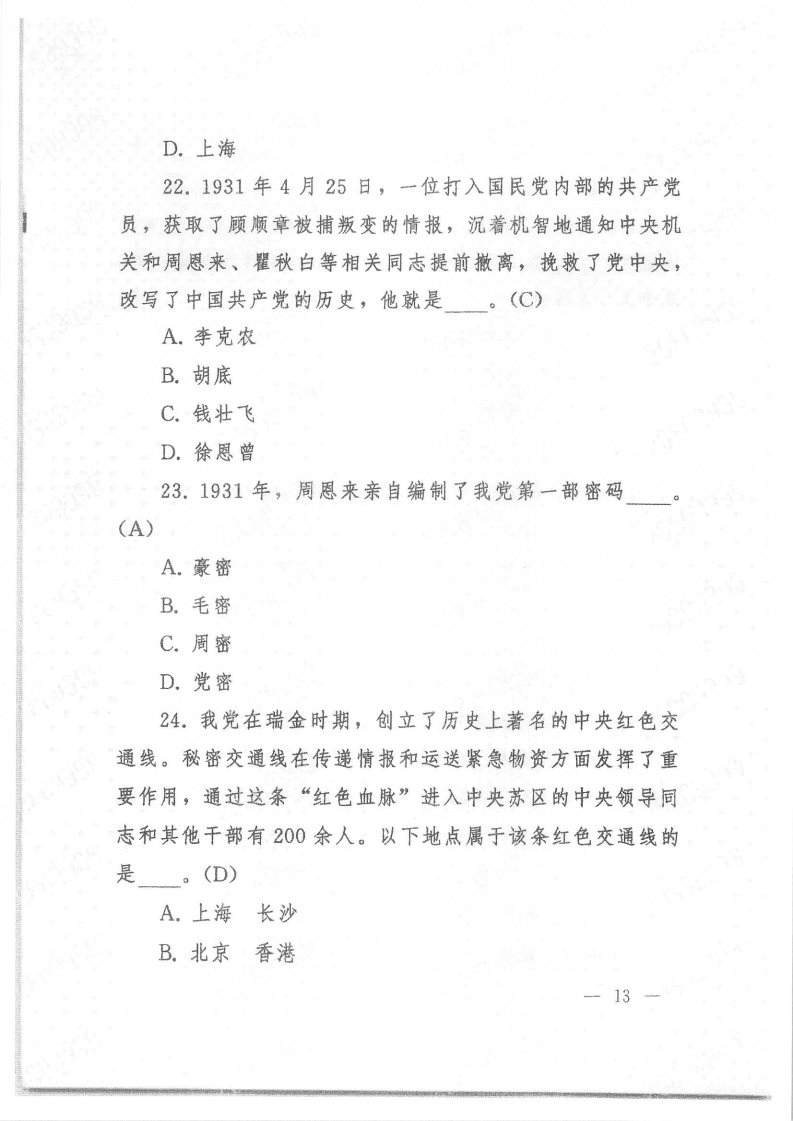 D. 上海
22. 1931 年 4 月 25 日，一位打入国民党内部的共产党
员，获取了顾顺章被捕叛变的情报，沉着机智地通知中央机
关和周恩来、瞿秋白等相关同志提前撤离，挽救了党中央，
改写了中国共产党的历史，他就是____。(C)
A. 李克农
B. 胡底
C. 钱壮飞
D. 徐恩曾
23. 1931 年，周恩来亲自编制了我党第一部密码____。
(A)
A. 豪密
B. 毛密
C. 周密
D. 党密
24. 我党在瑞金时期，创立了历史上著名的中央红色交
通线。秘密交通线在传递情报和运送紧急物资方面发挥了重
要作用，通过这条“红色血脉”进入中央苏区的中央领导同
志和其他干部有 200 余人。以下地点属于该条红色交通线的
是____。(D)
A. 上海 长沙
B. 北京 香港
— 13 —